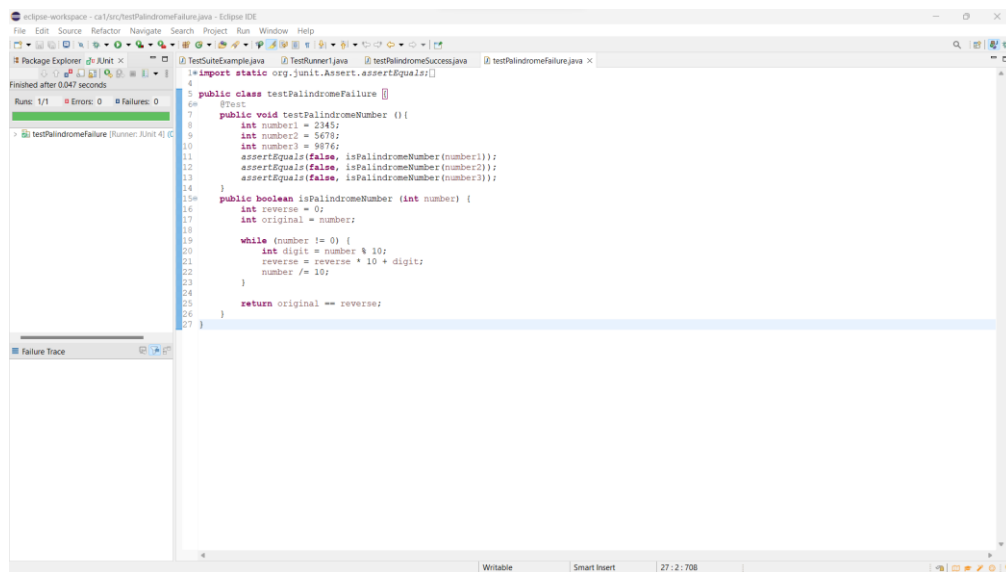 eclipse-workspace - ca1/src/testPalindromeFailure.java - Eclipse IDE
File Edit Source Refactor Navigate Search Project Run Window Help
Package Explorer JUnit ×
TestSuiteExample.java TestRunner1.java testPalindromeSuccess.java testPalindromeFailure.java ×
Finished after 0.047 seconds
Runs: 1/1 Errors: 0 Failures: 0
testPalindromeFailure [Runner: JUnit 4] (0
1 import static org.junit.Assert.assertEquals;
4
5 public class testPalindromeFailure {
6 @Test
7 public void testPalindromeNumber (){
8 int number1 = 2345;
9 int number2 = 5678;
10 int number3 = 9876;
11 assertEquals(false, isPalindromeNumber(number1));
12 assertEquals(false, isPalindromeNumber(number2));
13 assertEquals(false, isPalindromeNumber(number3));
14 }
15 public boolean isPalindromeNumber (int number) {
16 int reverse = 0;
17 int original = number;
18
19 while (number != 0) {
20 int digit = number % 10;
21 reverse = reverse * 10 + digit;
22 number /= 10;
23 }
24
25 return original == reverse;
26 }
27 }
Failure Trace
Writable Smart Insert 27 : 2 : 708